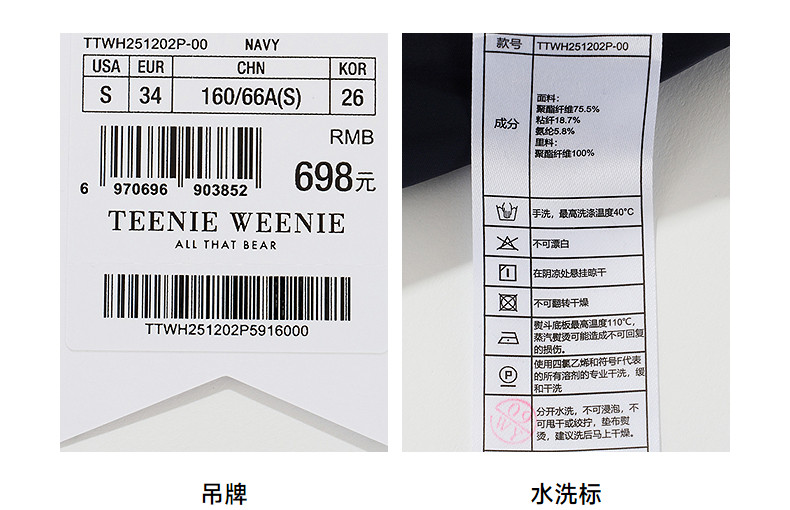 TTWH251202P-00 NAVY
USA EUR CHN KOR
S 34 160/66A(S) 26
RMB
698元
6 970696 903852
TEENIE WEENIE
ALL THAT BEAR
TTWH251202P5916000
吊牌
款号 TTWH251202P-00
成分
面料:
聚酯纤维75.5%
粘纤18.7%
氨纶5.8%
里料:
聚酯纤维100%
手洗，最高洗涤温度40°C
不可漂白
在阴凉处悬挂晾干
不可翻转干燥
熨斗底板最高温度110°C,
蒸汽熨烫可能造成不可回复
的损伤。
P
使用四氯乙烯和符号F代表
的所有溶剂的专业干洗，缓
和干洗
分开水洗，不可浸泡，不
可甩干或绞拧，垫布熨
烫，建议洗后马上干燥。
水洗标